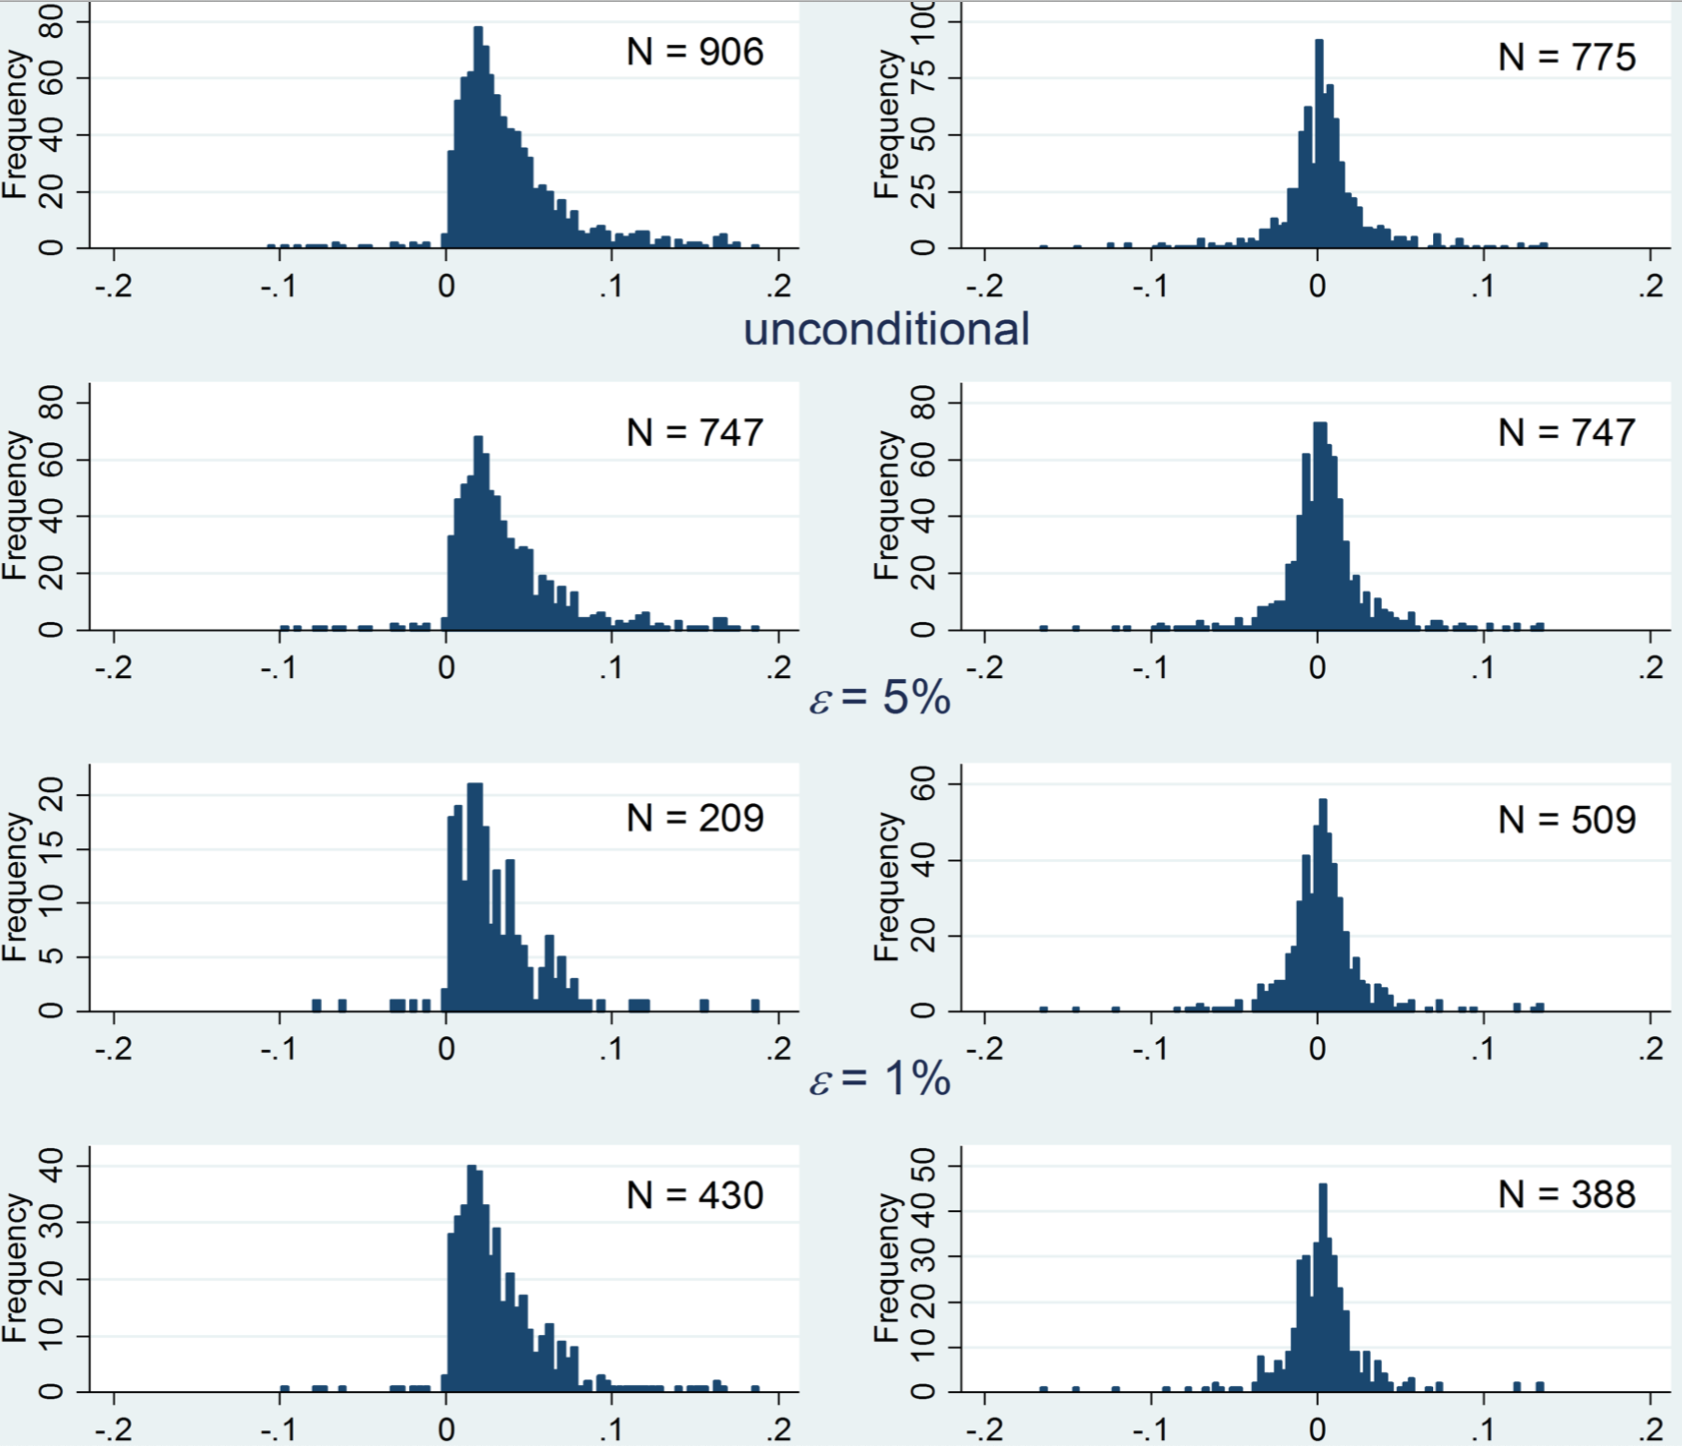 Frequency
0 20 40 60 80
N = 906
-.2 -.1 0 .1 .2
Frequency
0 25 50 75 100
N = 775
-.2 -.1 0 .1 .2
unconditional
Frequency
0 20 40 60 80
N = 747
-.2 -.1 0 .1 .2
Frequency
0 20 40 60 80
N = 747
-.2 -.1 0 .1 .2
ε = 5%
Frequency
0 5 10 15 20
N = 209
-.2 -.1 0 .1 .2
Frequency
0 20 40 60
N = 509
-.2 -.1 0 .1 .2
ε = 1%
Frequency
0 10 20 30 40
N = 430
-.2 -.1 0 .1 .2
Frequency
0 10 20 30 40 50
N = 388
-.2 -.1 0 .1 .2